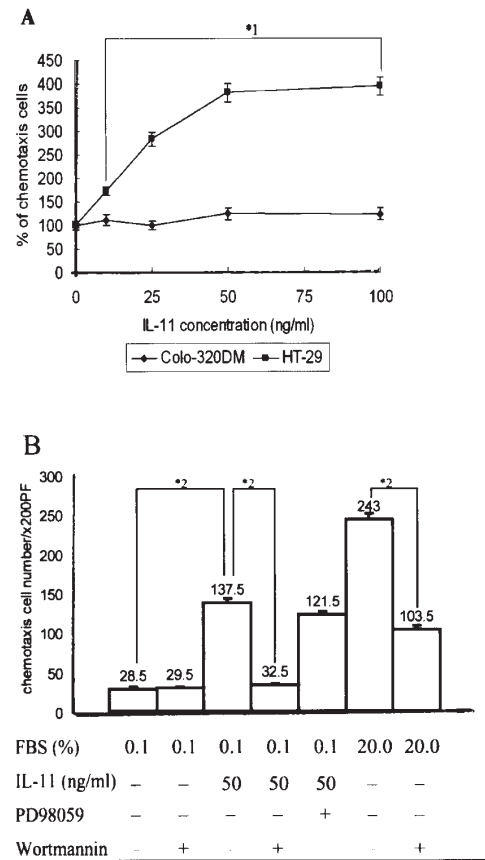 A
*1
% of chemotaxis cells
450
400
350
300
250
200
150
100
50
0
0 25 50 75 100
IL-11 concentration (ng/ml)
Colo-320DM HT-29
B
chemotaxis cell number/x200PF
300
250
200
150
100
50
0
*2 *2 *2
28.5 29.5 137.5 32.5 121.5 243 103.5
FBS (%) 0.1 0.1 0.1 0.1 0.1 20.0 20.0
IL-11 (ng/ml) – – 50 50 50 – –
PD98059 – – – – + – –
Wortmannin - + - + - - +